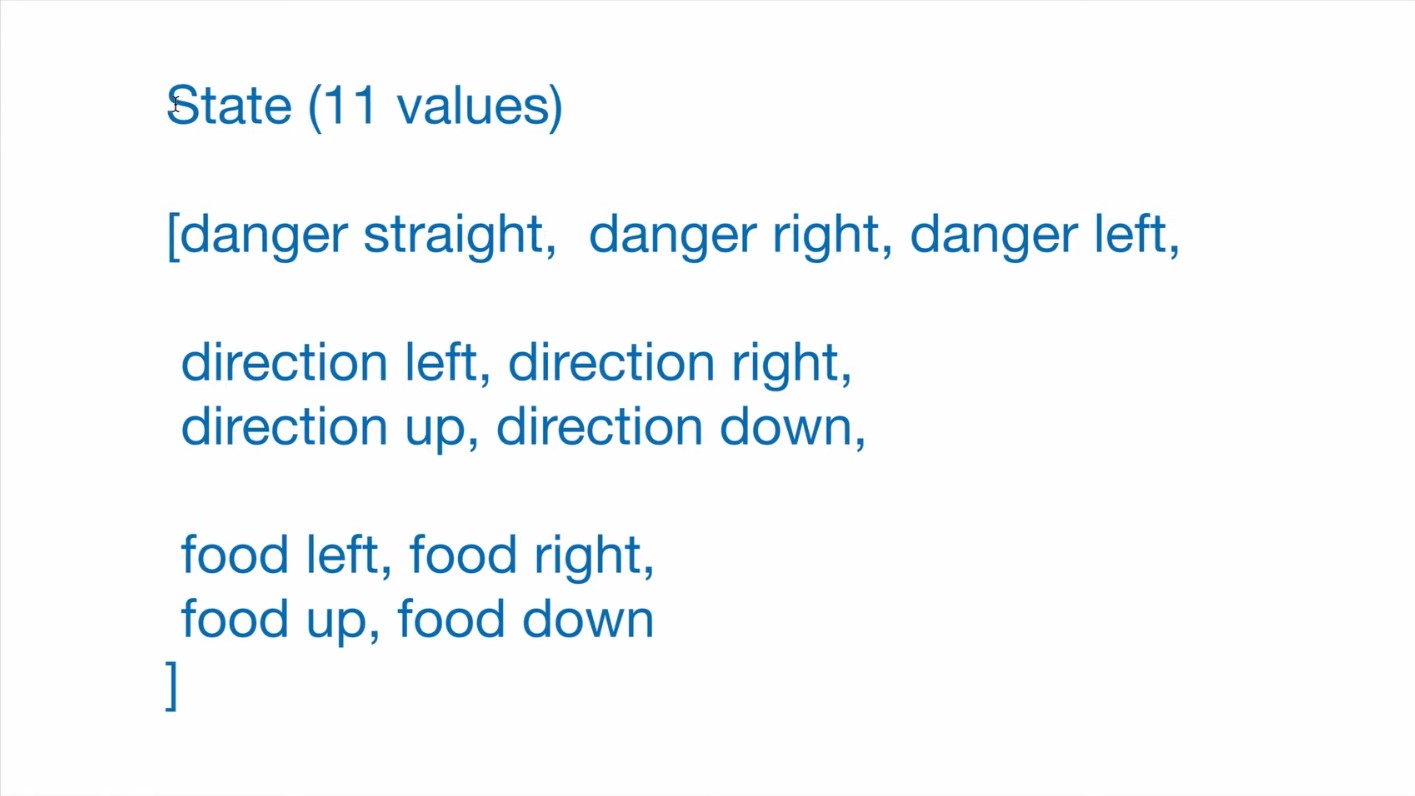 State (11 values)
[danger straight,  danger right, danger left,
direction left, direction right,
direction up, direction down,
food left, food right,
food up, food down
]